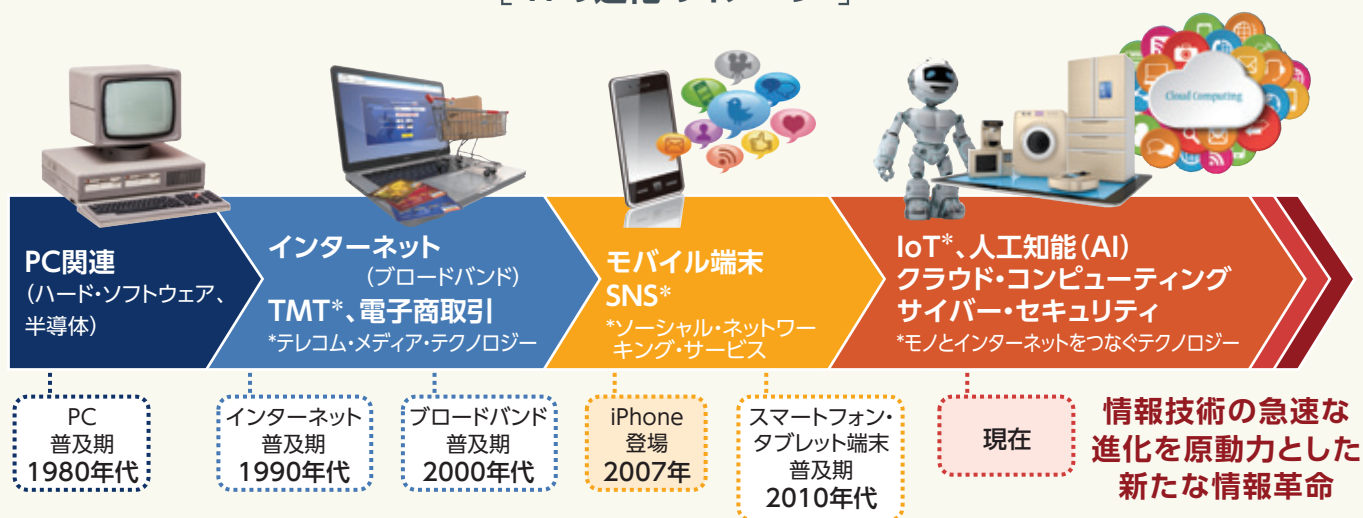 PC関連
(ハード・ソフトウェア、
半導体)
インターネット
(ブロードバンド)
TMT*、電子商取引
*テレコム・メディア・テクノロジー
モバイル端末
SNS*
*ソーシャル・ネットワー
キング・サービス
Cloud Computing
IoT*、人工知能(AI)
クラウド・コンピューティング
サイバー・セキュリティ
*モノとインターネットをつなぐテクノロジー
PC
普及期
1980年代
インターネット
普及期
1990年代
ブロードバンド
普及期
2000年代
iPhone
登場
2007年
スマートフォン・
タブレット端末
普及期
2010年代
現在
情報技術の急速な
進化を原動力とした
新たな情報革命